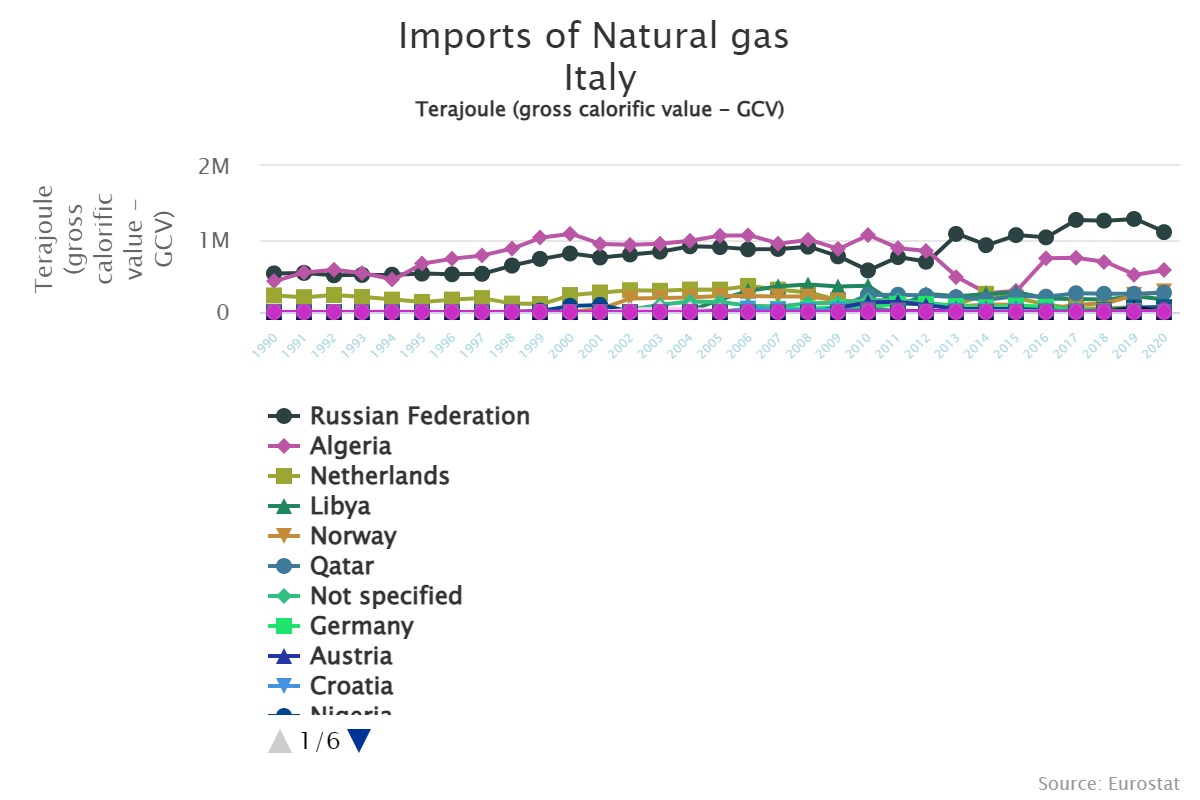 Imports of Natural gas
Italy
Terajoule (gross calorific value - GCV)
Terajoule
(gross
calorific
value -
GCV)
2M
1M
0
1990 1991 1992 1993 1994 1995 1996 1997 1998 1999 2000 2001 2002 2003 2004 2005 2006 2007 2008 2009 2010 2011 2012 2013 2014 2015 2016 2017 2018 2019 2020
Russian Federation
Algeria
Netherlands
Libya
Norway
Qatar
Not specified
Germany
Austria
Croatia
Nigeria
1/6
Source: Eurostat